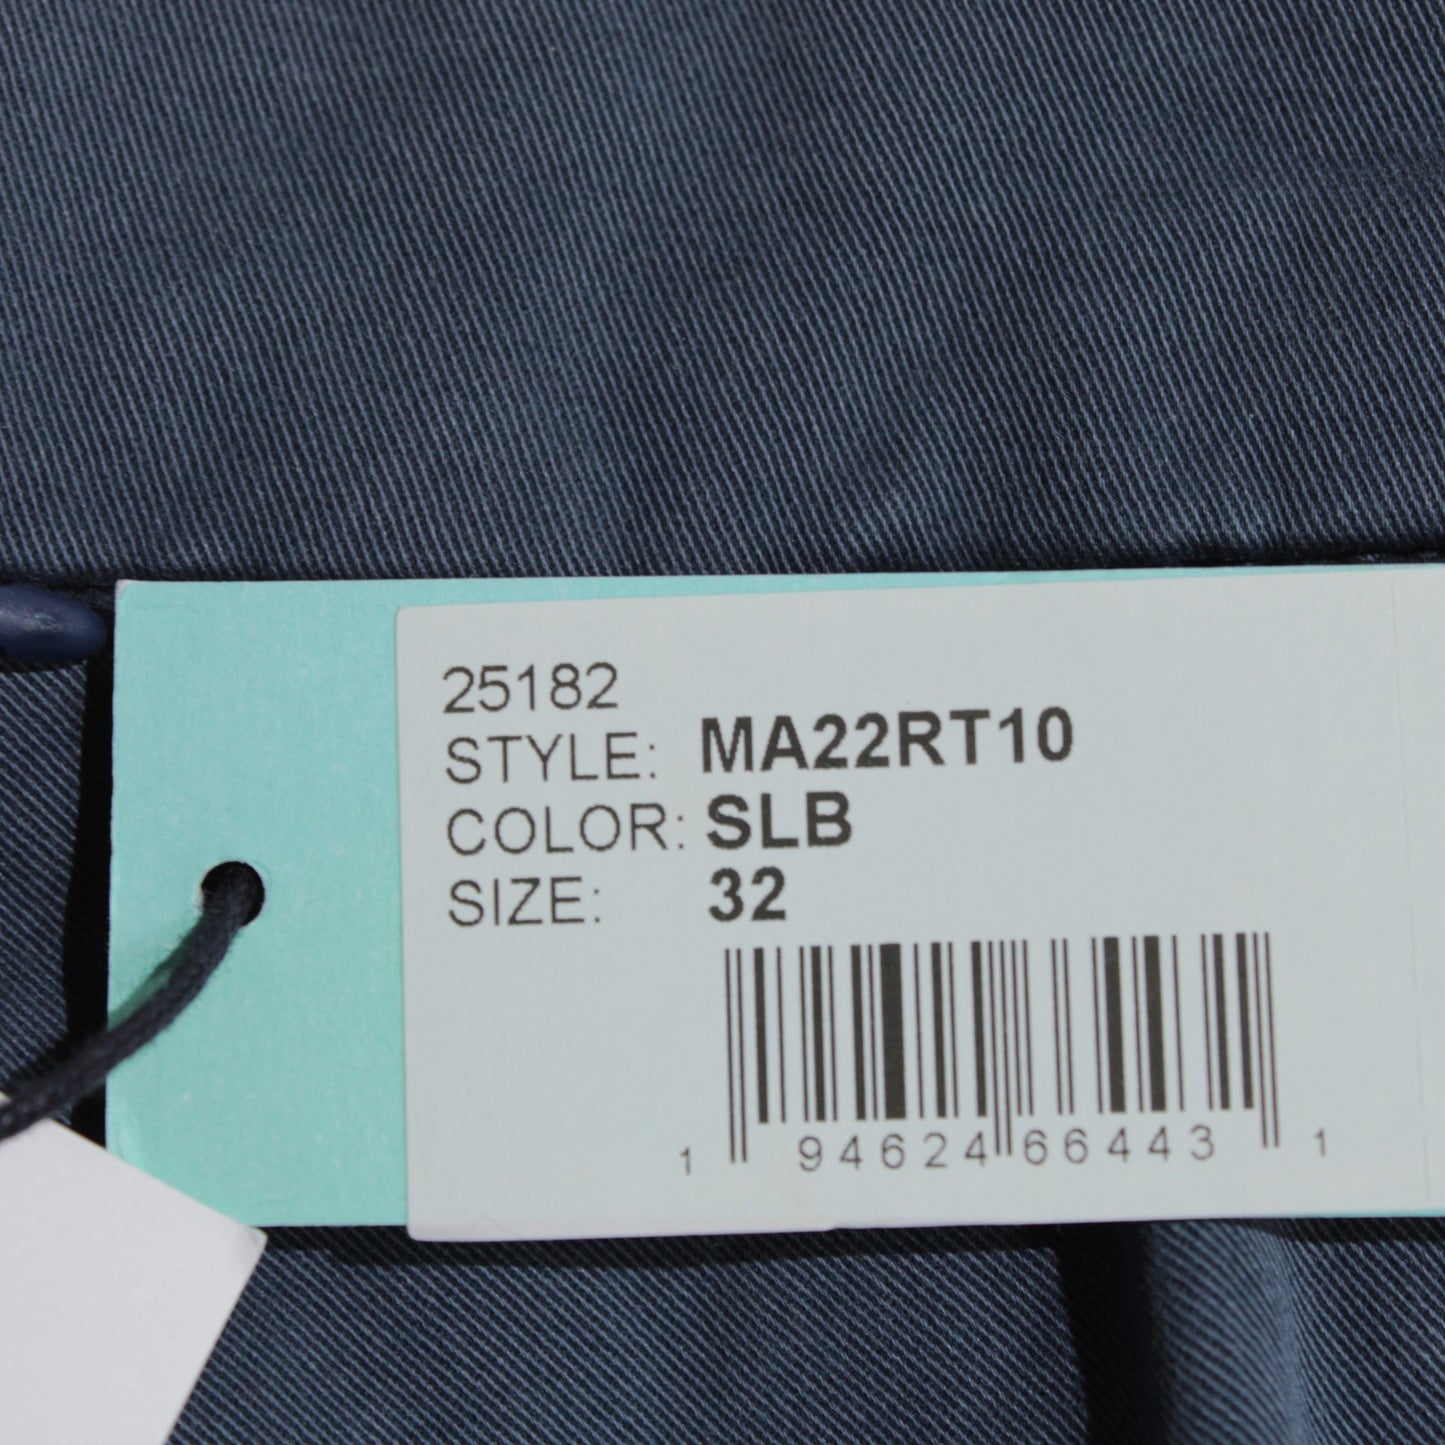 25182
STYLE: MA22RT10
COLOR: SLB
SIZE: 32
1 94624 66443 1